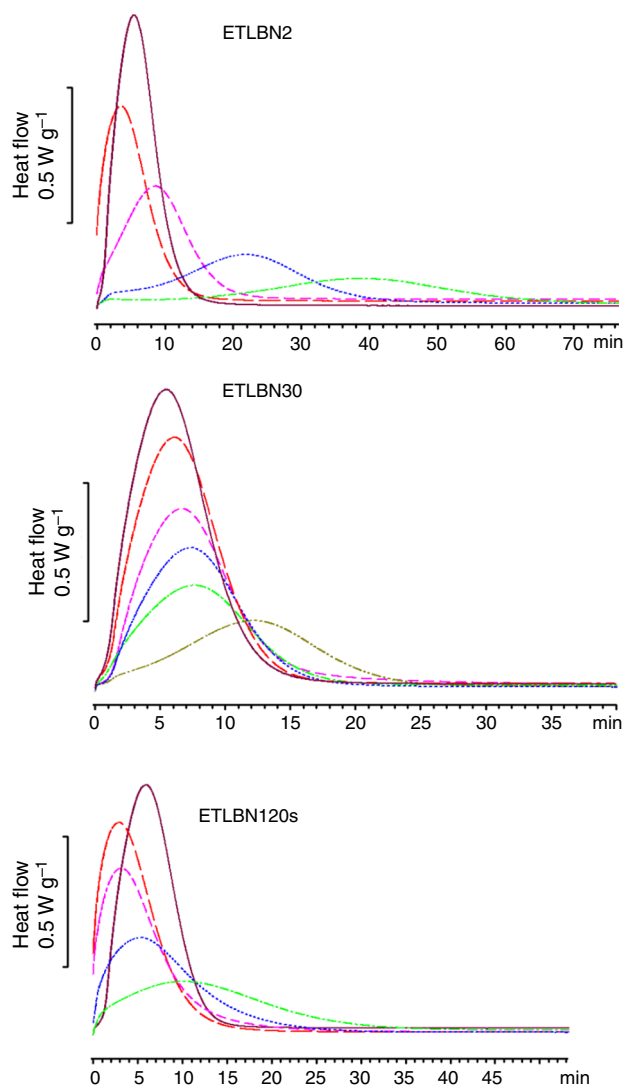 ETLBN2
Heat flow
0.5 W g⁻¹
0 10 20 30 40 50 60 70 min
ETLBN30
Heat flow
0.5 W g⁻¹
0 5 10 15 20 25 30 35 min
ETLBN120s
Heat flow
0.5 W g⁻¹
0 5 10 15 20 25 30 35 40 45 min